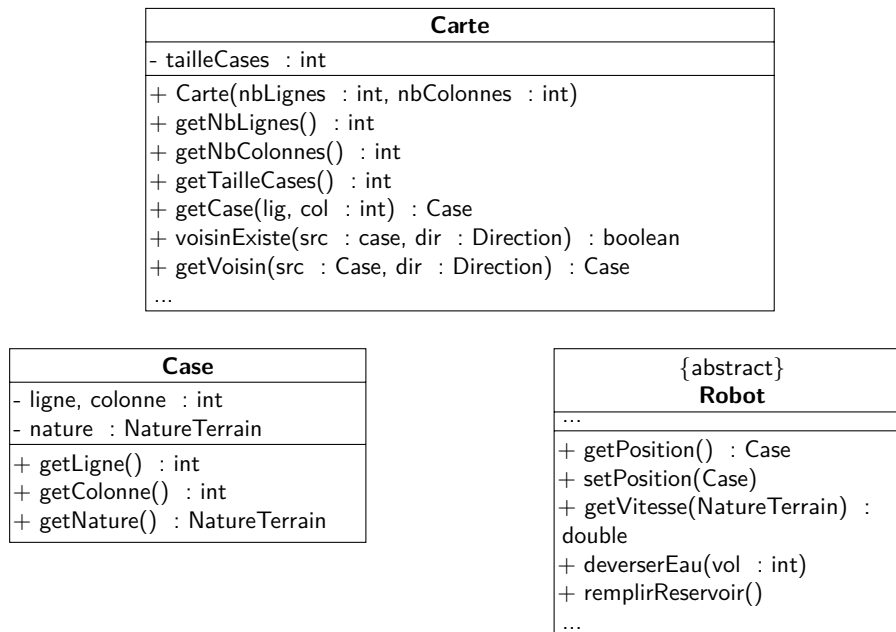 Carte
- tailleCases : int
+ Carte(nbLignes : int, nbColonnes : int)
+ getNbLignes() : int
+ getNbColonnes() : int
+ getTailleCases() : int
+ getCase(lig, col : int) : Case
+ voisinExiste(src : case, dir : Direction) : boolean
+ getVoisin(src : Case, dir : Direction) : Case
...
Case
- ligne, colonne : int
- nature : NatureTerrain
+ getLigne() : int
+ getColonne() : int
+ getNature() : NatureTerrain
{abstract}
Robot
...
+ getPosition() : Case
+ setPosition(Case)
+ getVitesse(NatureTerrain) :
double
+ deverserEau(vol : int)
+ remplirReservoir()
...